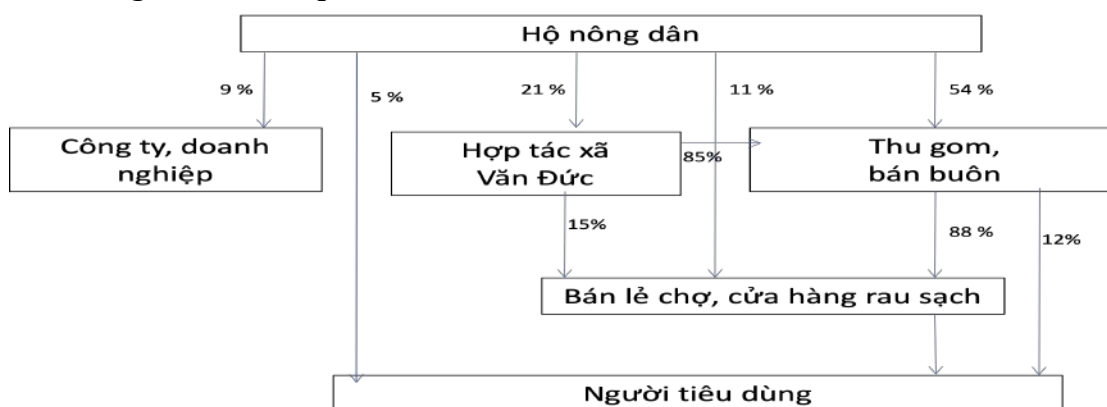 Hộ nông dân
9 %
5 %
21 %
11 %
54 %
Công ty, doanh
nghiệp
Hợp tác xã
Văn Đức
85%
Thu gom,
bán buôn
15%
88 %
12%
Bán lẻ chợ, cửa hàng rau sạch
Người tiêu dùng